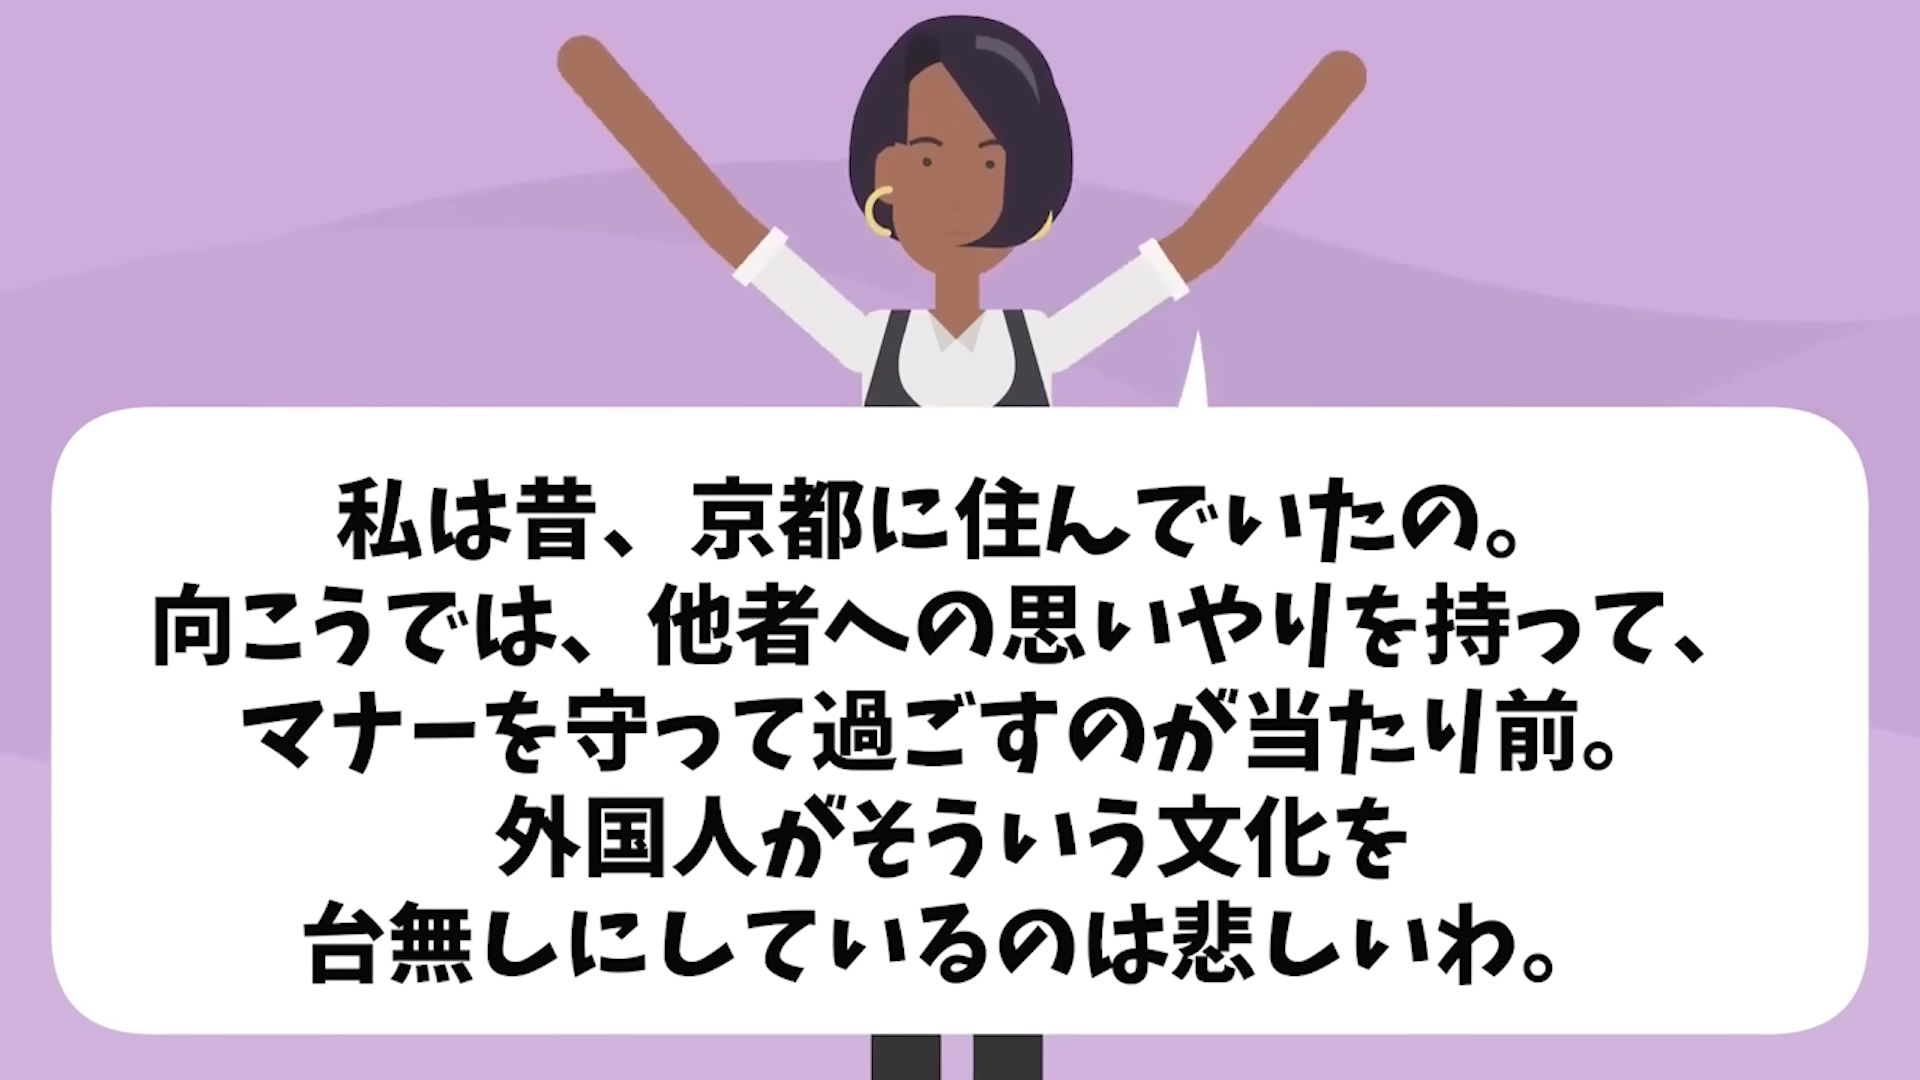 私は昔、京都に住んでいたの。
向こうでは、他者への思いやりを持って、
マナーを守って過ごすのが当たり前。
外国人がそういう文化を
台無しにしているのは悲しいわ。